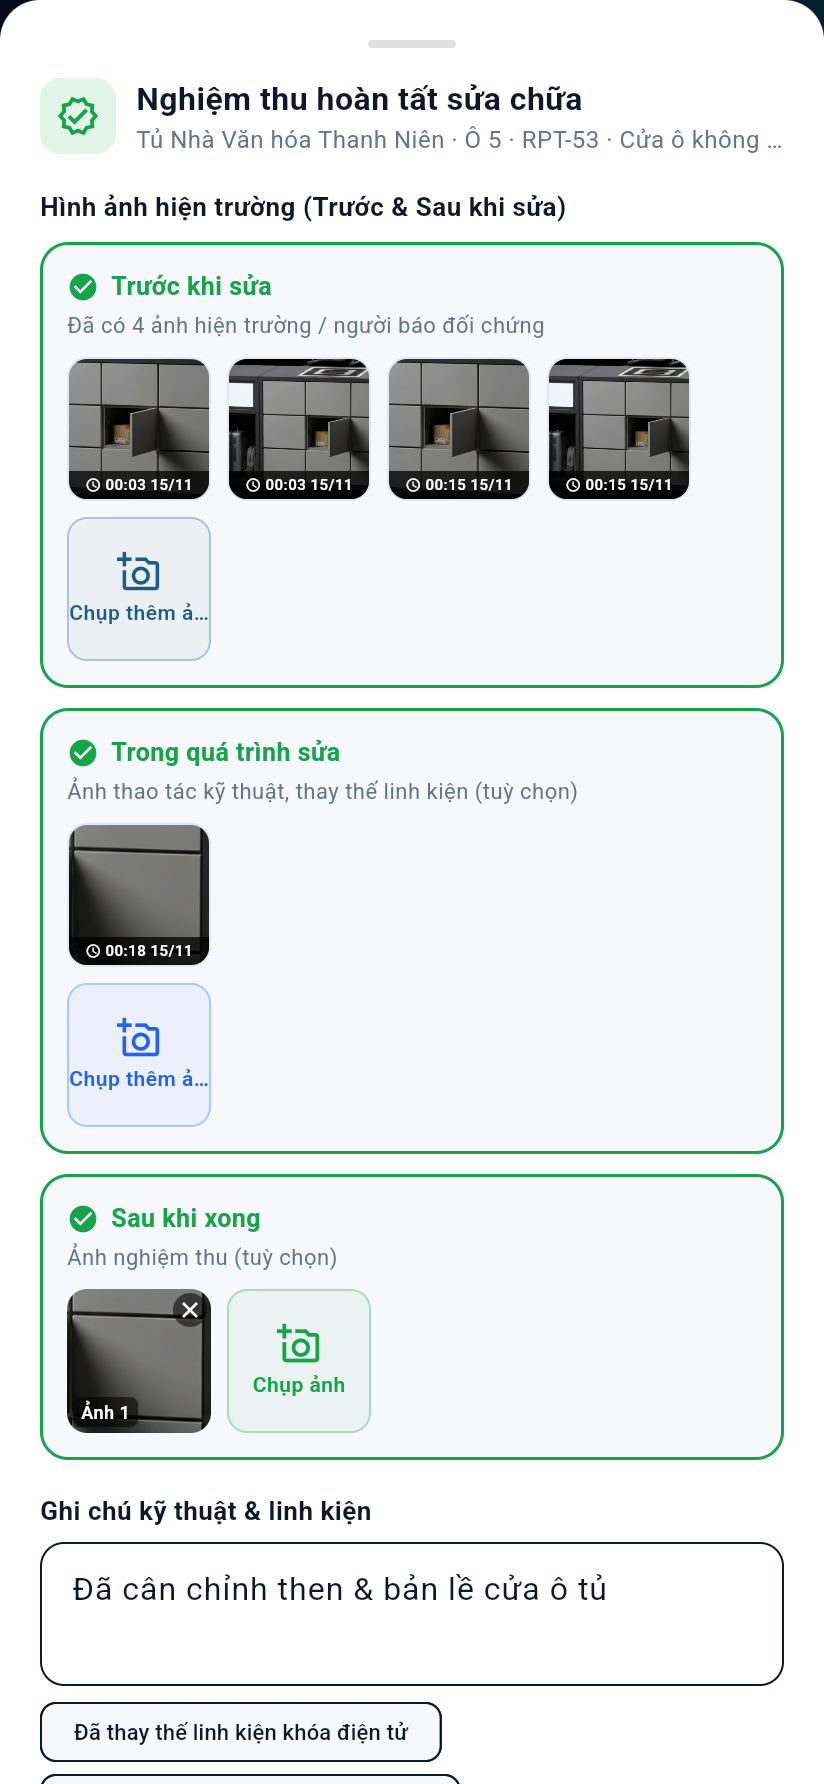 Nghiệm thu hoàn tất sửa chữa
Tủ Nhà Văn hóa Thanh Niên · Ô 5 · RPT-53 · Cửa ô không ...
Hình ảnh hiện trường (Trước & Sau khi sửa)
Trước khi sửa
Đã có 4 ảnh hiện trường / người báo đối chứng
00:03 15/11
00:03 15/11
00:15 15/11
00:15 15/11
Chụp thêm ả...
Trong quá trình sửa
Ảnh thao tác kỹ thuật, thay thế linh kiện (tuỳ chọn)
00:18 15/11
Chụp thêm ả...
Sau khi xong
Ảnh nghiệm thu (tuỳ chọn)
Ảnh 1
Chụp ảnh
Ghi chú kỹ thuật & linh kiện
Đã cân chỉnh then & bản lề cửa ô tủ
Đã thay thế linh kiện khóa điện tử